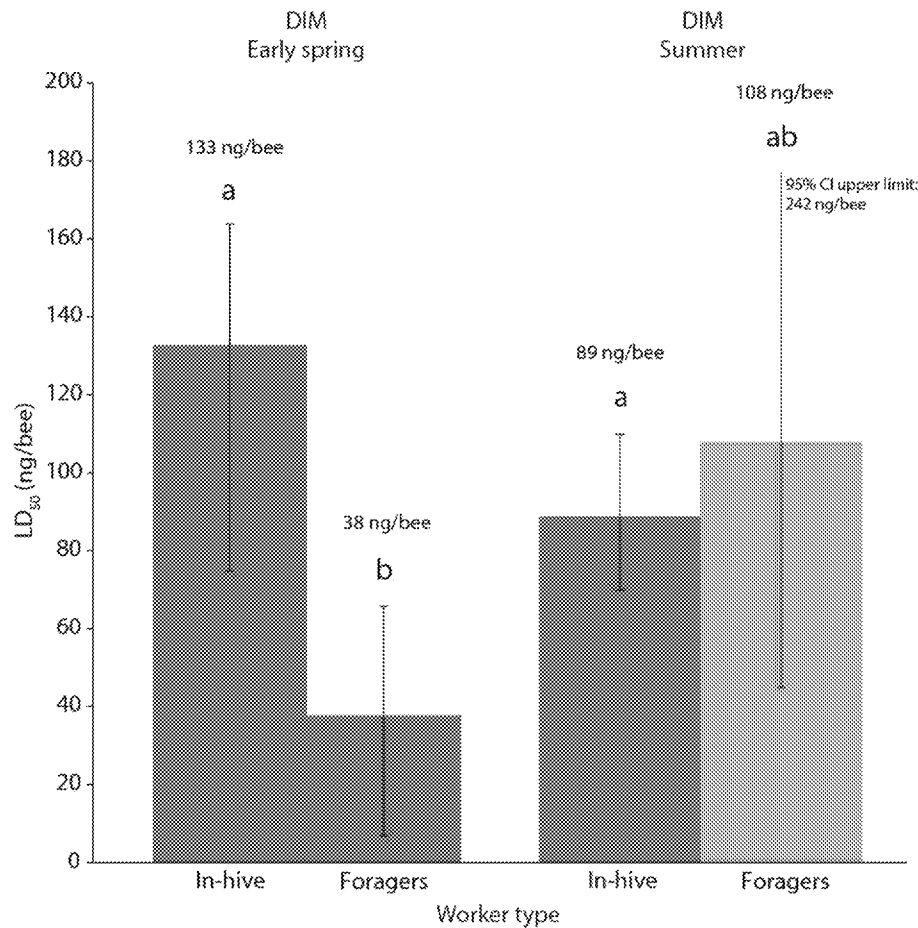 DIM
Early spring
DIM
Summer
200
180
160
140
120
100
80
60
40
20
0
LD50 (ng/bee)
133 ng/bee
a
38 ng/bee
b
89 ng/bee
a
108 ng/bee
ab
95% CI upper limit:
242 ng/bee
In-hive
Foragers
In-hive
Foragers
Worker type